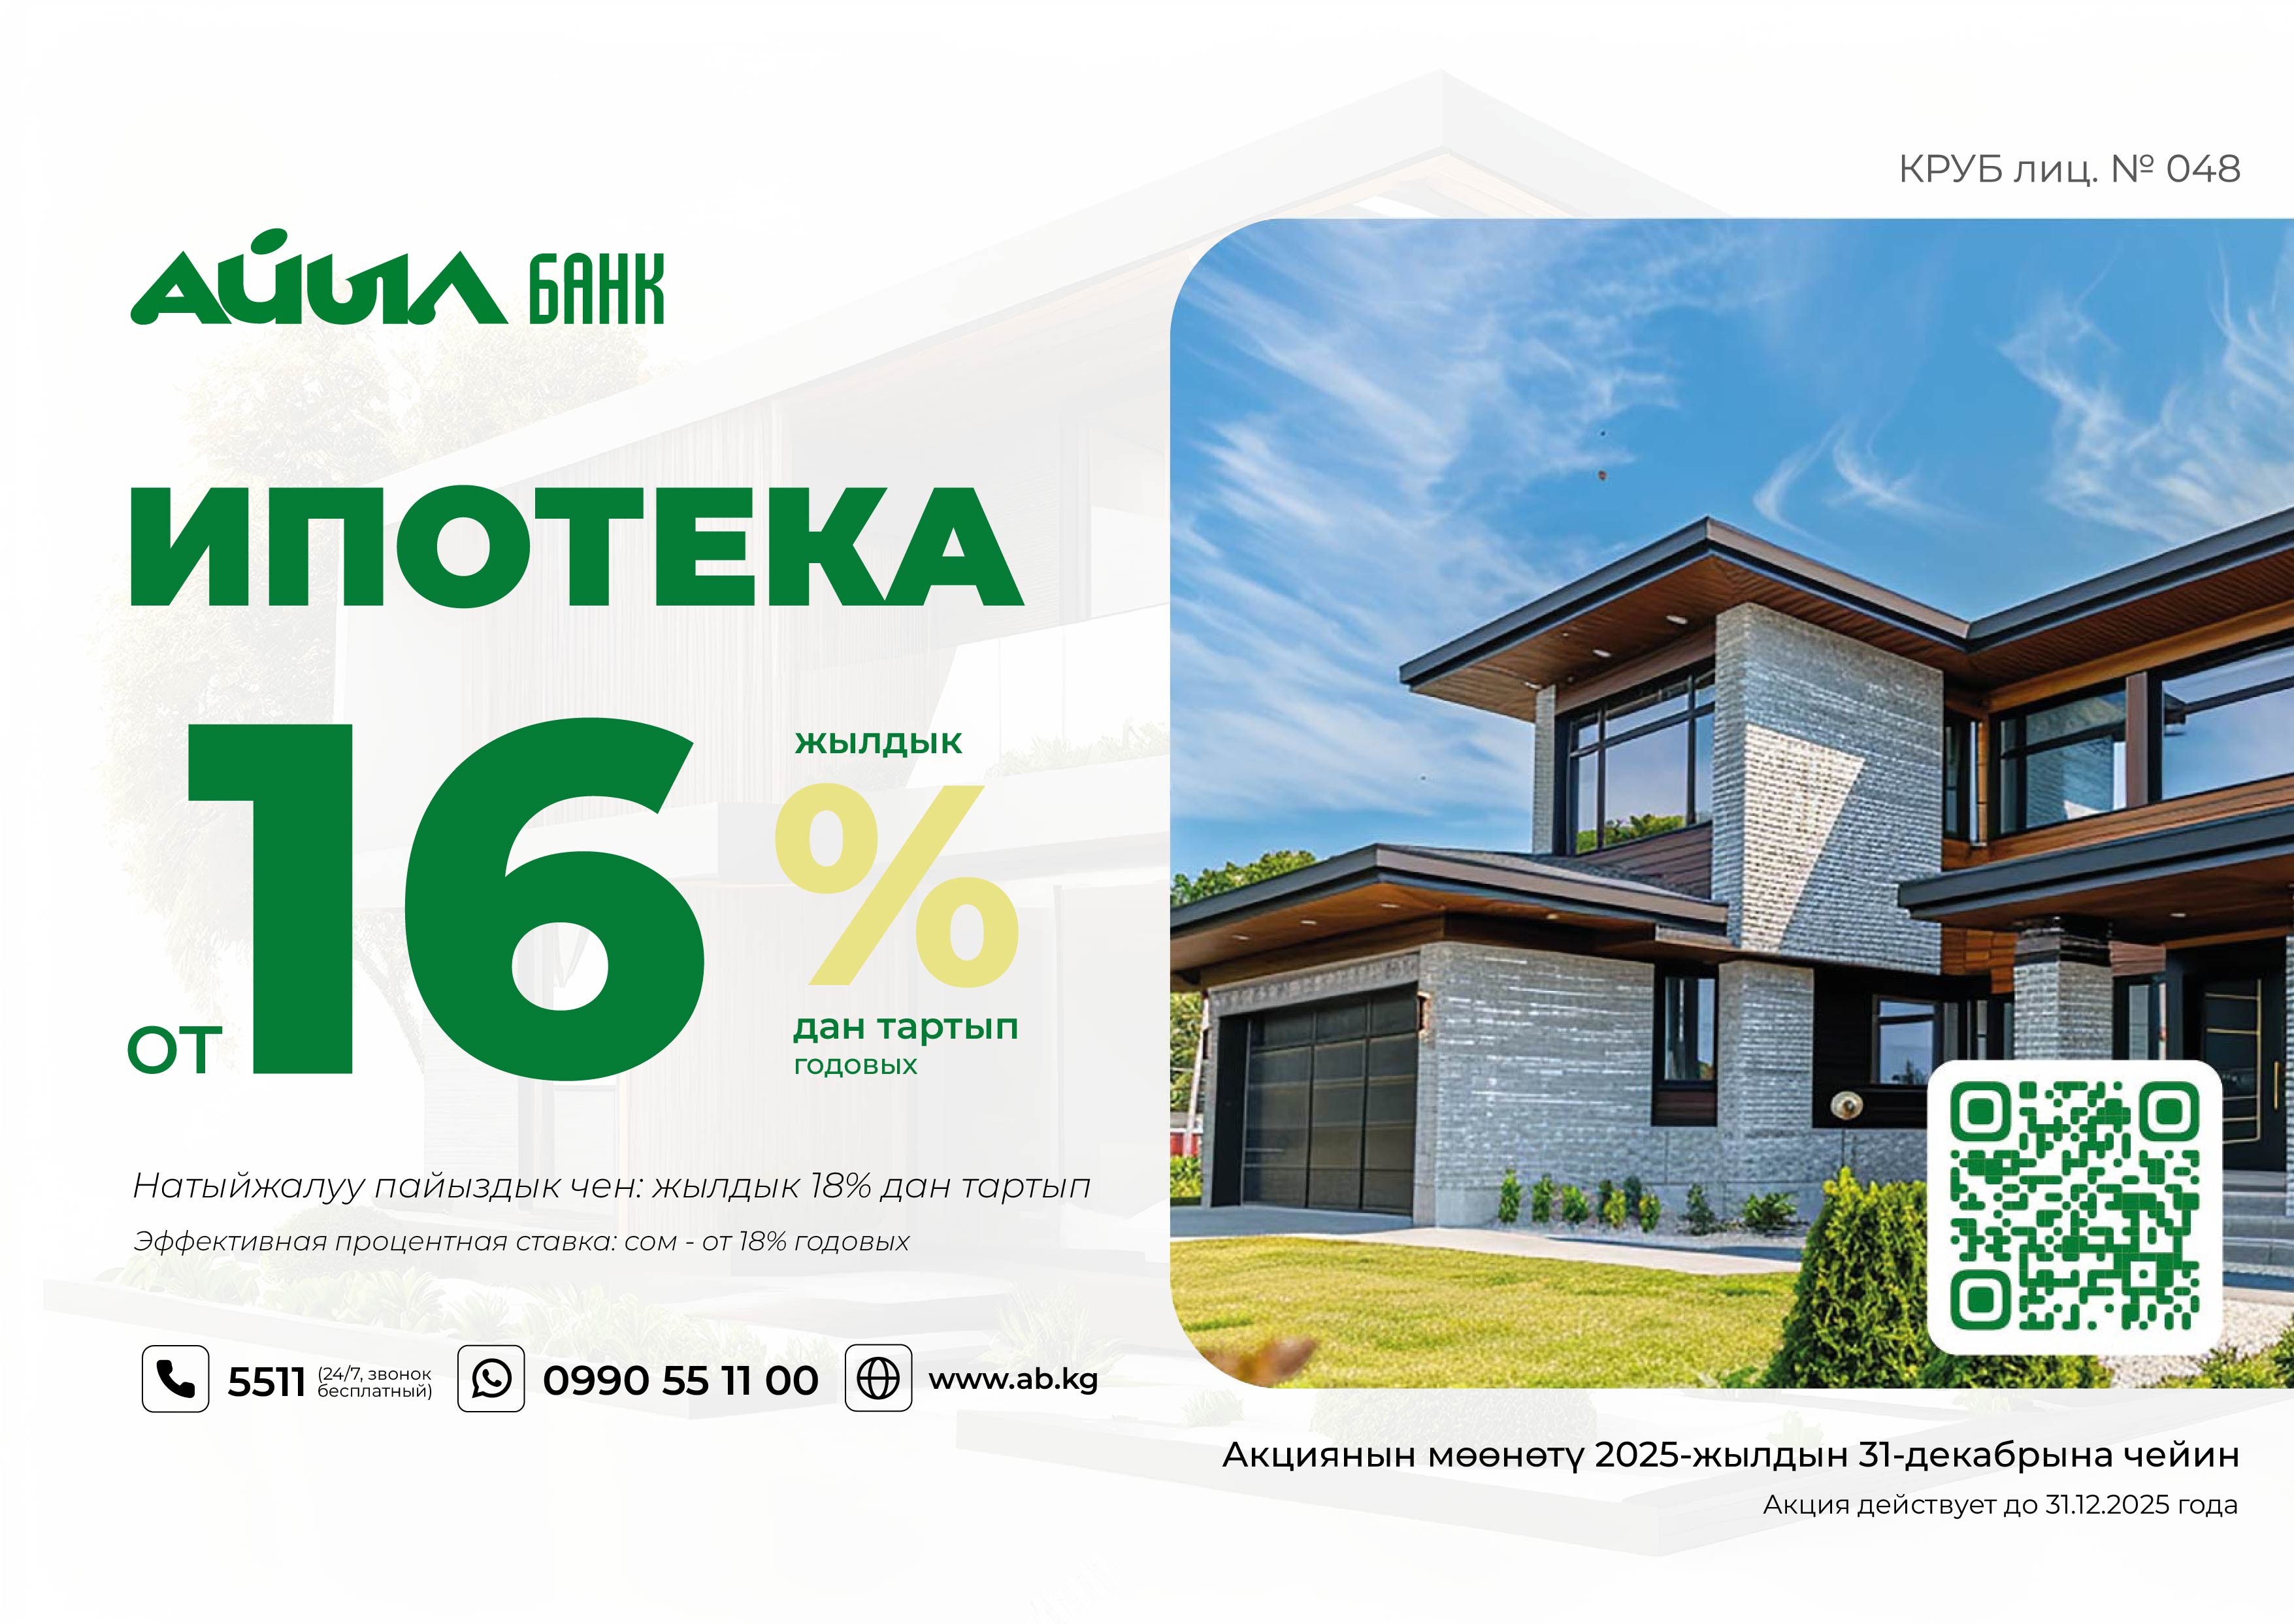 КРУБ лиц. № 048
Айыл БАНК
ИПОТЕКА
от 16 %
жылдык
дан тартып
годовых
Натыйжалуу пайыздык чен: жылдык 18% дан тартып
Эффективная процентная ставка: сом - от 18% годовых
5511 (24/7, звонок
бесплатный)
0990 55 11 00
www.ab.kg
Акциянын мөөнөтү 2025-жылдын 31-декабрына чейин
Акция действует до 31.12.2025 года